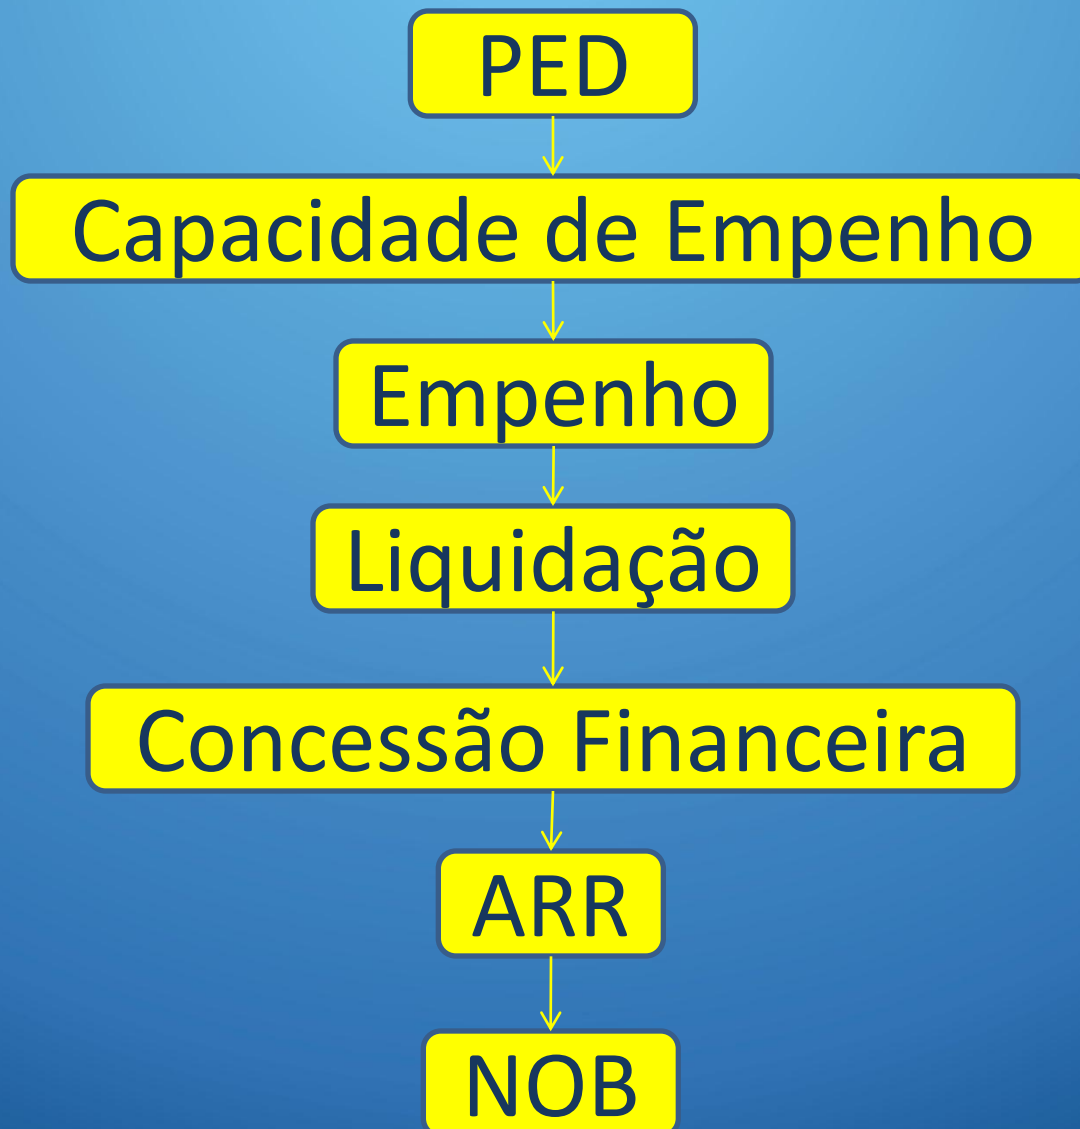 PED
Capacidade de Empenho
Empenho
Liquidação
Concessão Financeira
ARR
NOB